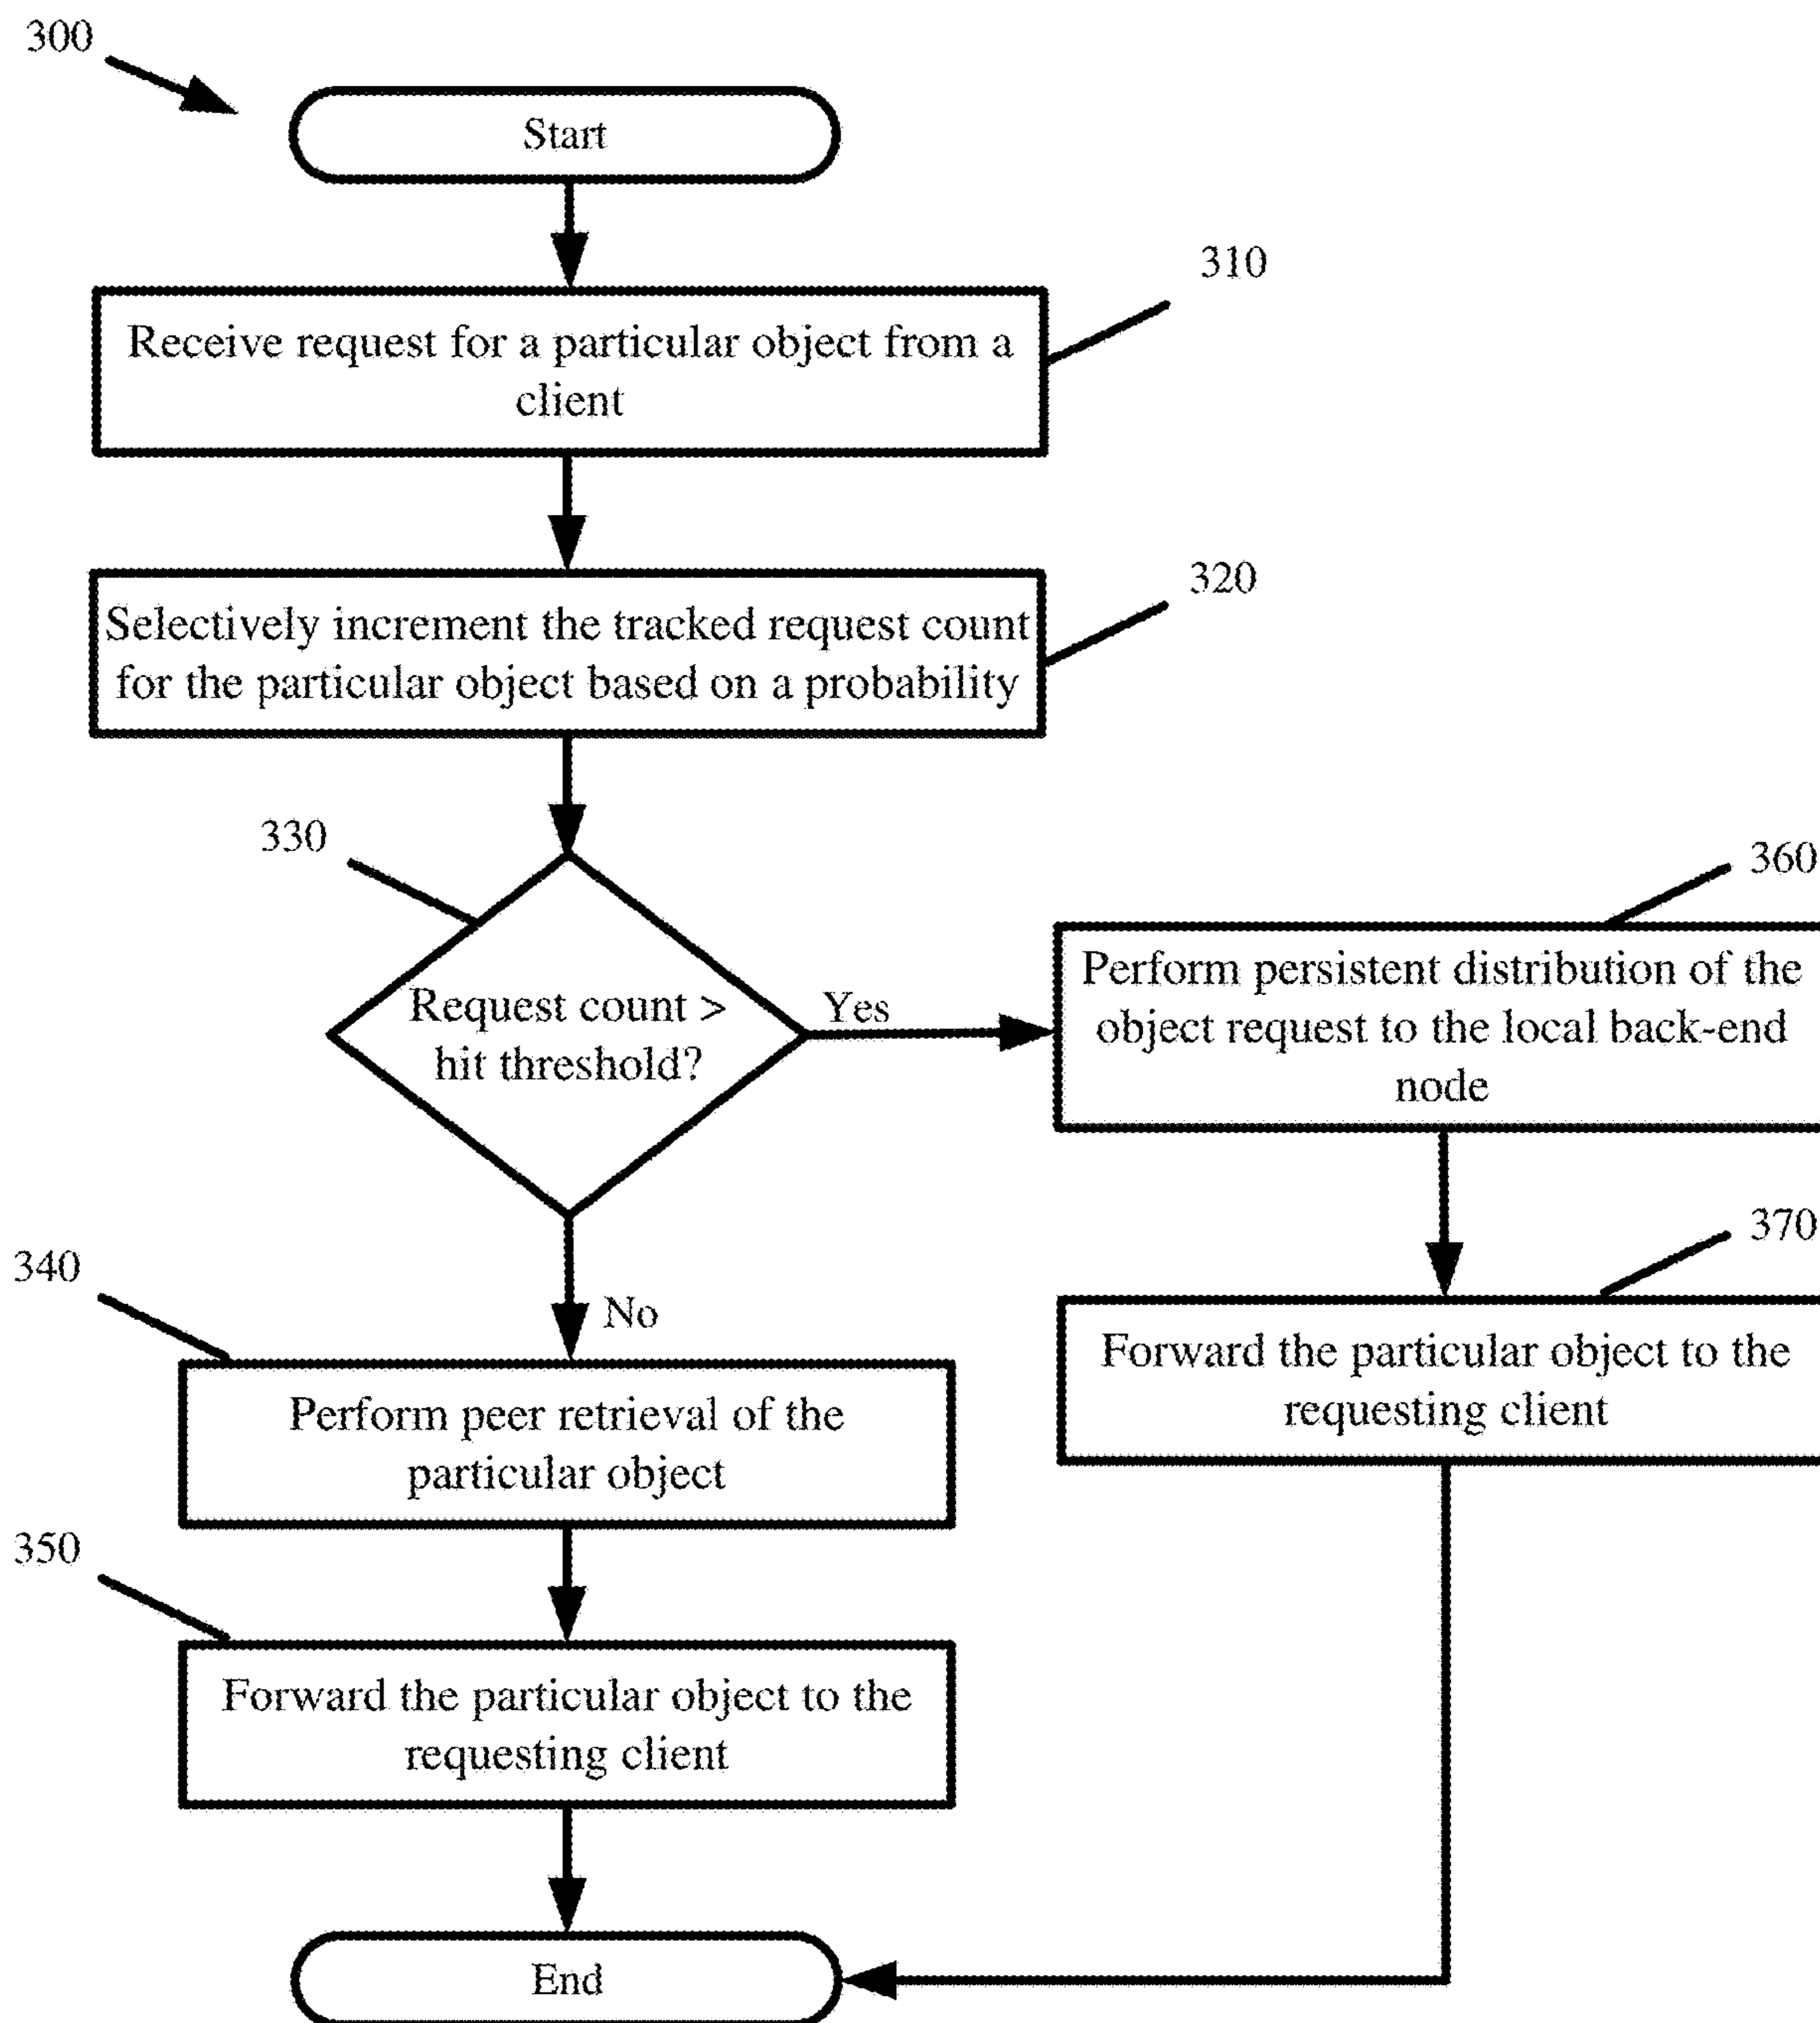 300
Start
310
Receive request for a particular object from a
client
320
Selectively increment the tracked request count
for the particular object based on a probability
330
Request count >
hit threshold?
Yes
360
Perform persistent distribution of the
object request to the local back-end
node
370
Forward the particular object to the
requesting client
No
340
Perform peer retrieval of the
particular object
350
Forward the particular object to the
requesting client
End